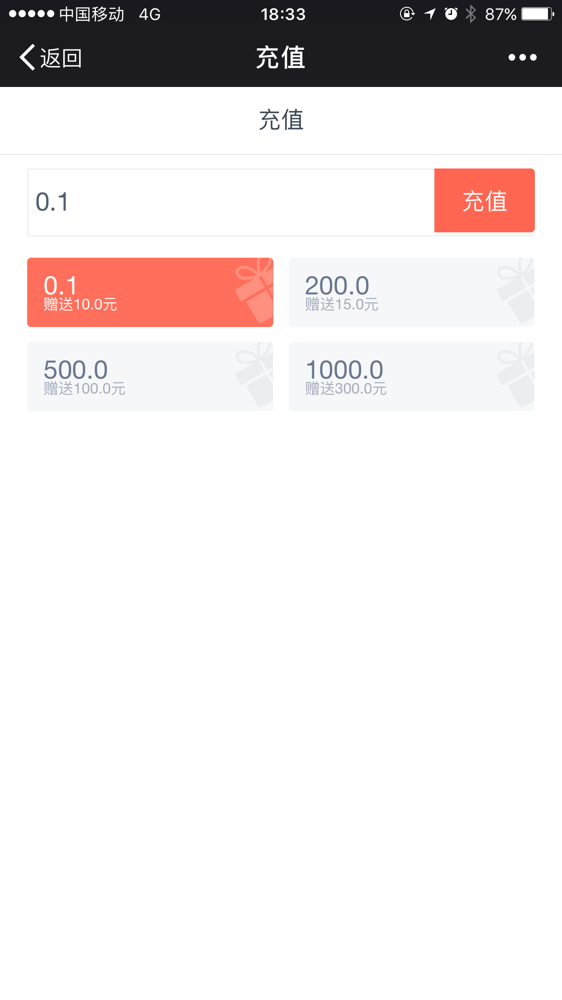 中国移动 4G 18:33 87%
返回 充值
充值
0.1 充值
0.1 200.0
赠送10.0元 赠送15.0元
500.0 1000.0
赠送100.0元 赠送300.0元